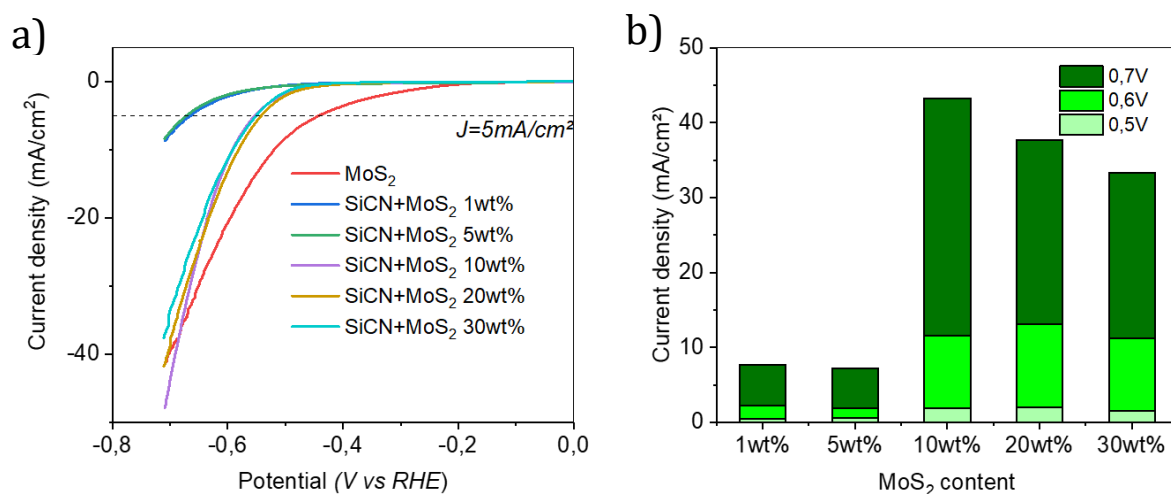 a)
0
-20
-40
-0,8
-0,6
-0,4
-0,2
0,0
Current density (mA/cm²)
Potential (V vs RHE)
J=5mA/cm²
MoS₂
SiCN+MoS₂ 1wt%
SiCN+MoS₂ 5wt%
SiCN+MoS₂ 10wt%
SiCN+MoS₂ 20wt%
SiCN+MoS₂ 30wt%
b)
50
40
30
20
10
0
Current density (mA/cm²)
0,7V
0,6V
0,5V
1wt%
5wt%
10wt%
20wt%
30wt%
MoS₂ content